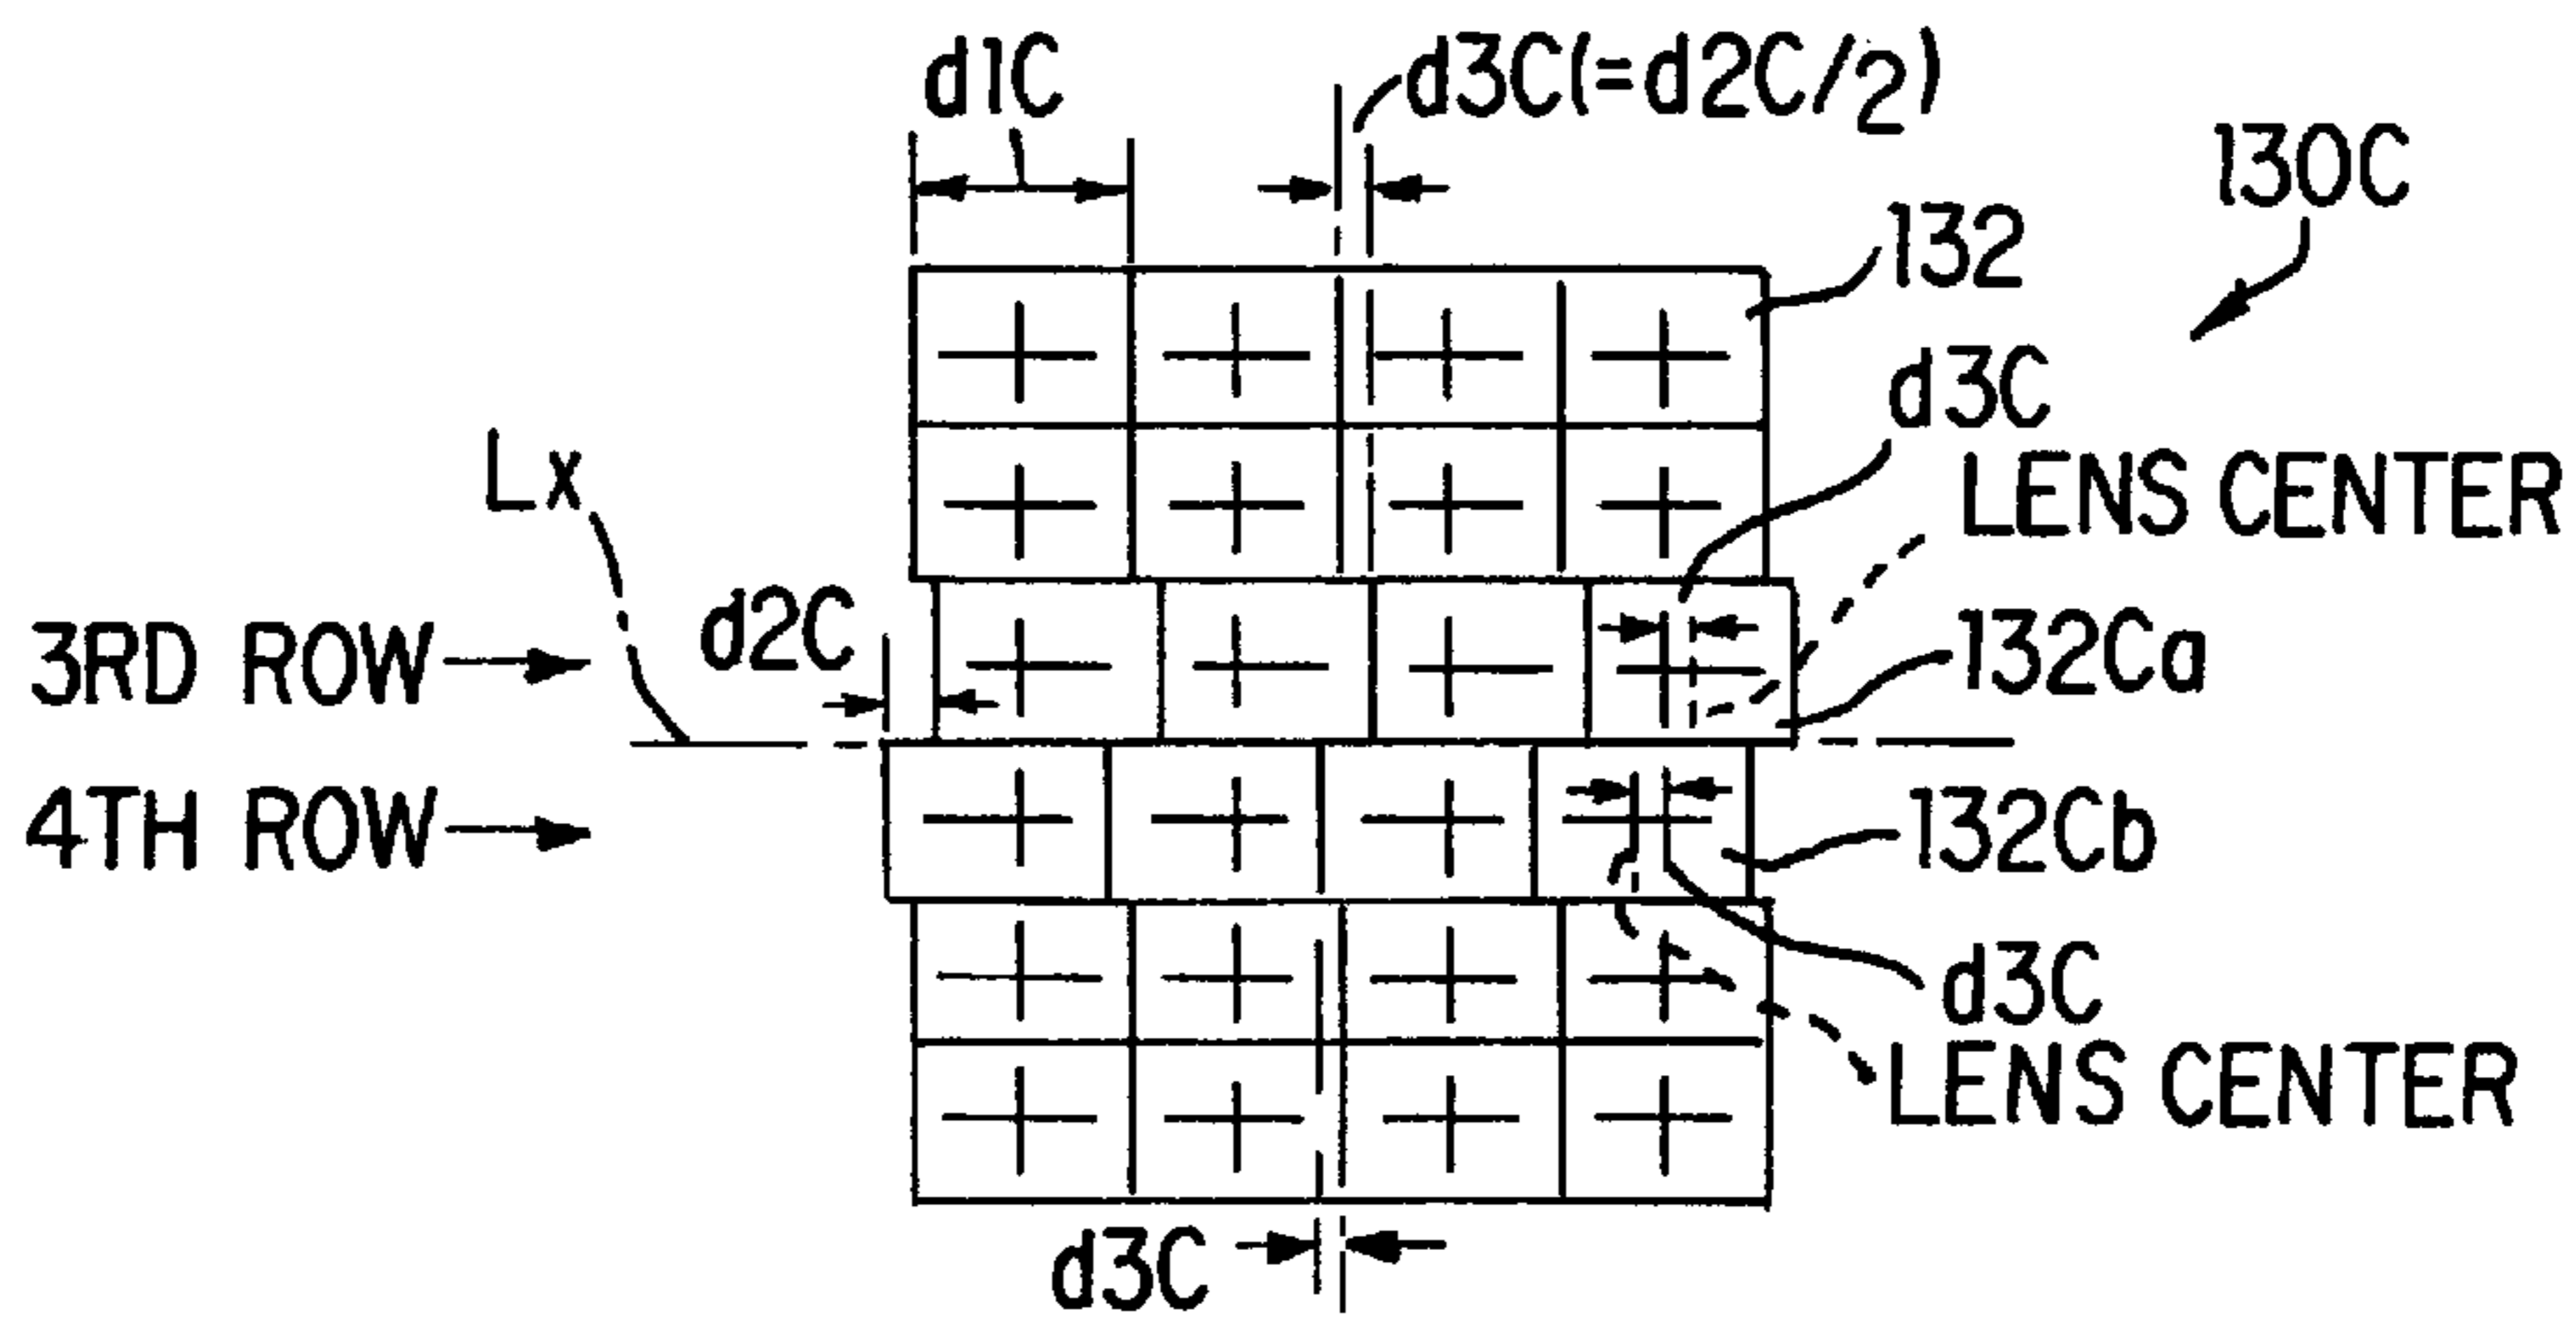 d1C
d3C(=d2C/2)
130C
132
d3C
LENS CENTER
Lx
d2C
3RD ROW
132Ca
4TH ROW
132Cb
d3C
LENS CENTER
d3C